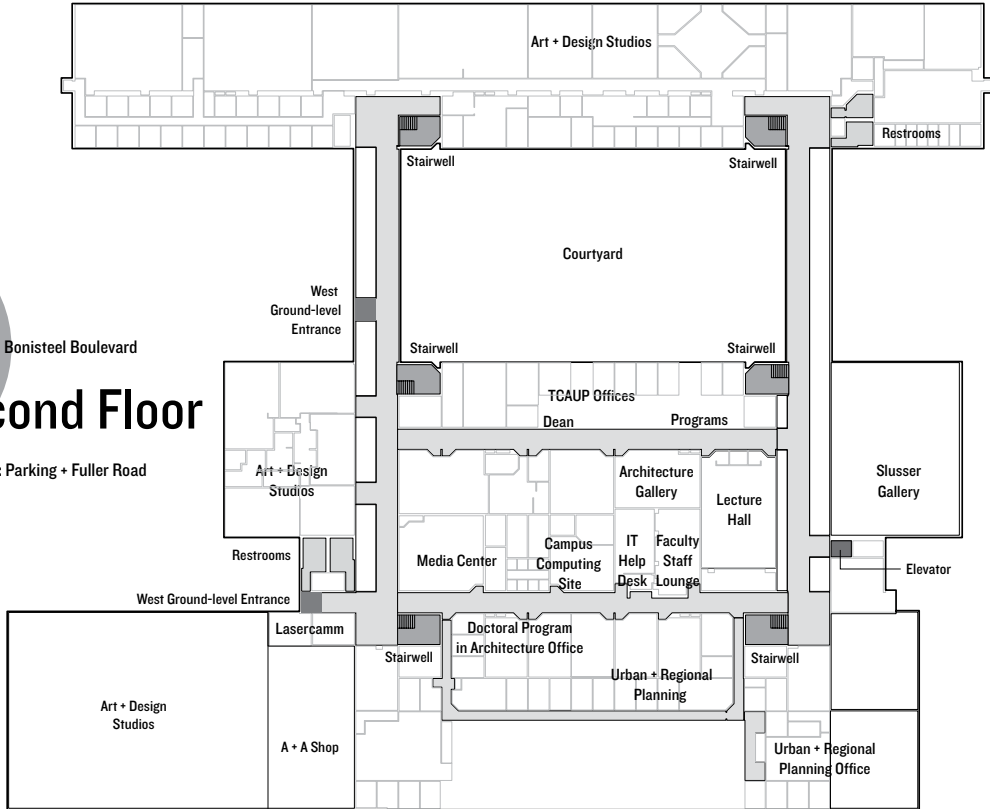 Art + Design Studios
Restrooms
Stairwell
Stairwell
Courtyard
West
Ground-level
Entrance
Bonisteel Boulevard
Stairwell
Stairwell
cond Floor
TCAUP Offices
Dean
Programs
: Parking + Fuller Road
Art + Design
Studios
Architecture
Gallery
Lecture
Hall
Slusser
Gallery
Restrooms
Media Center
Campus
Computing
Site
IT
Help
Desk
Faculty
Staff
Lounge
Elevator
West Ground-level Entrance
Lasercamm
Doctoral Program
in Architecture Office
Stairwell
Stairwell
Urban + Regional
Planning
Art + Design
Studios
A + A Shop
Urban + Regional
Planning Office